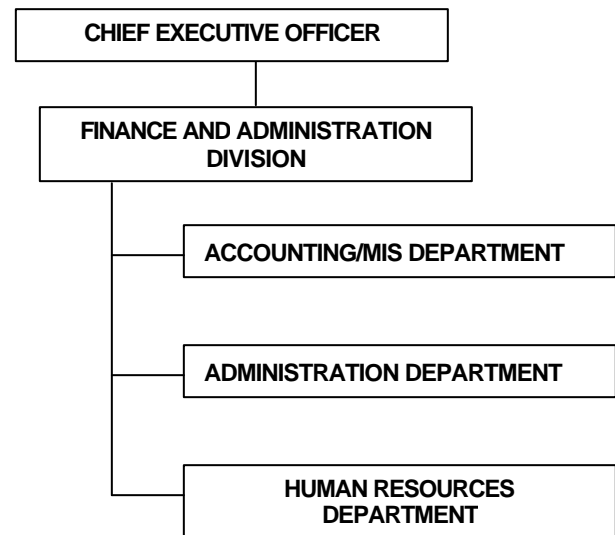 CHIEF EXECUTIVE OFFICER
FINANCE AND ADMINISTRATION
DIVISION
ACCOUNTING/MIS DEPARTMENT
ADMINISTRATION DEPARTMENT
HUMAN RESOURCES
DEPARTMENT